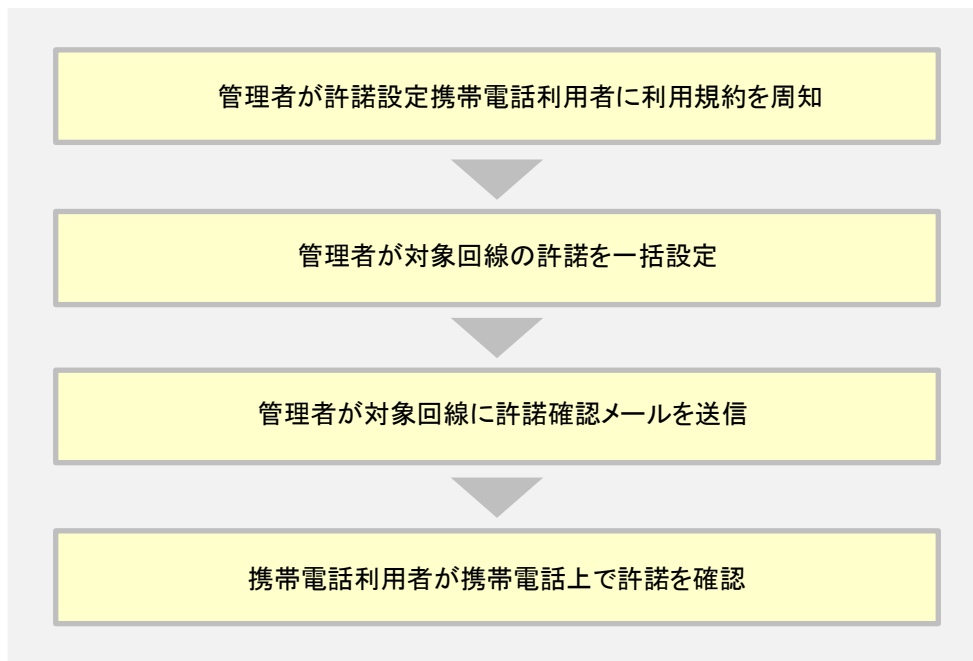 管理者が許諾設定携帯電話利用者に利用規約を周知
管理者が対象回線の許諾を一括設定
管理者が対象回線に許諾確認メールを送信
携帯電話利用者が携帯電話上で許諾を確認